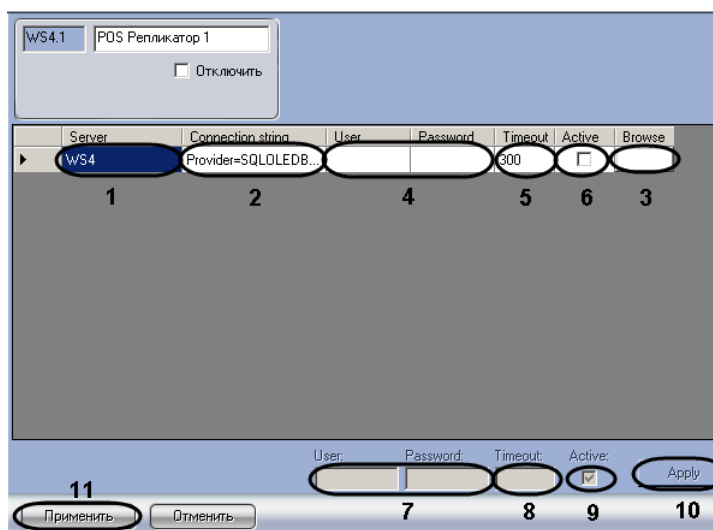 WS4.1 POS Репликатор 1
Отключить
Server Connection string User Password Timeout Active Browse
WS4 Provider=SQLOLEDB... 300
1 2 4 5 6 3
User: Password: Timeout: Active:
Apply
11 7 8 9 10
Применить Отменить